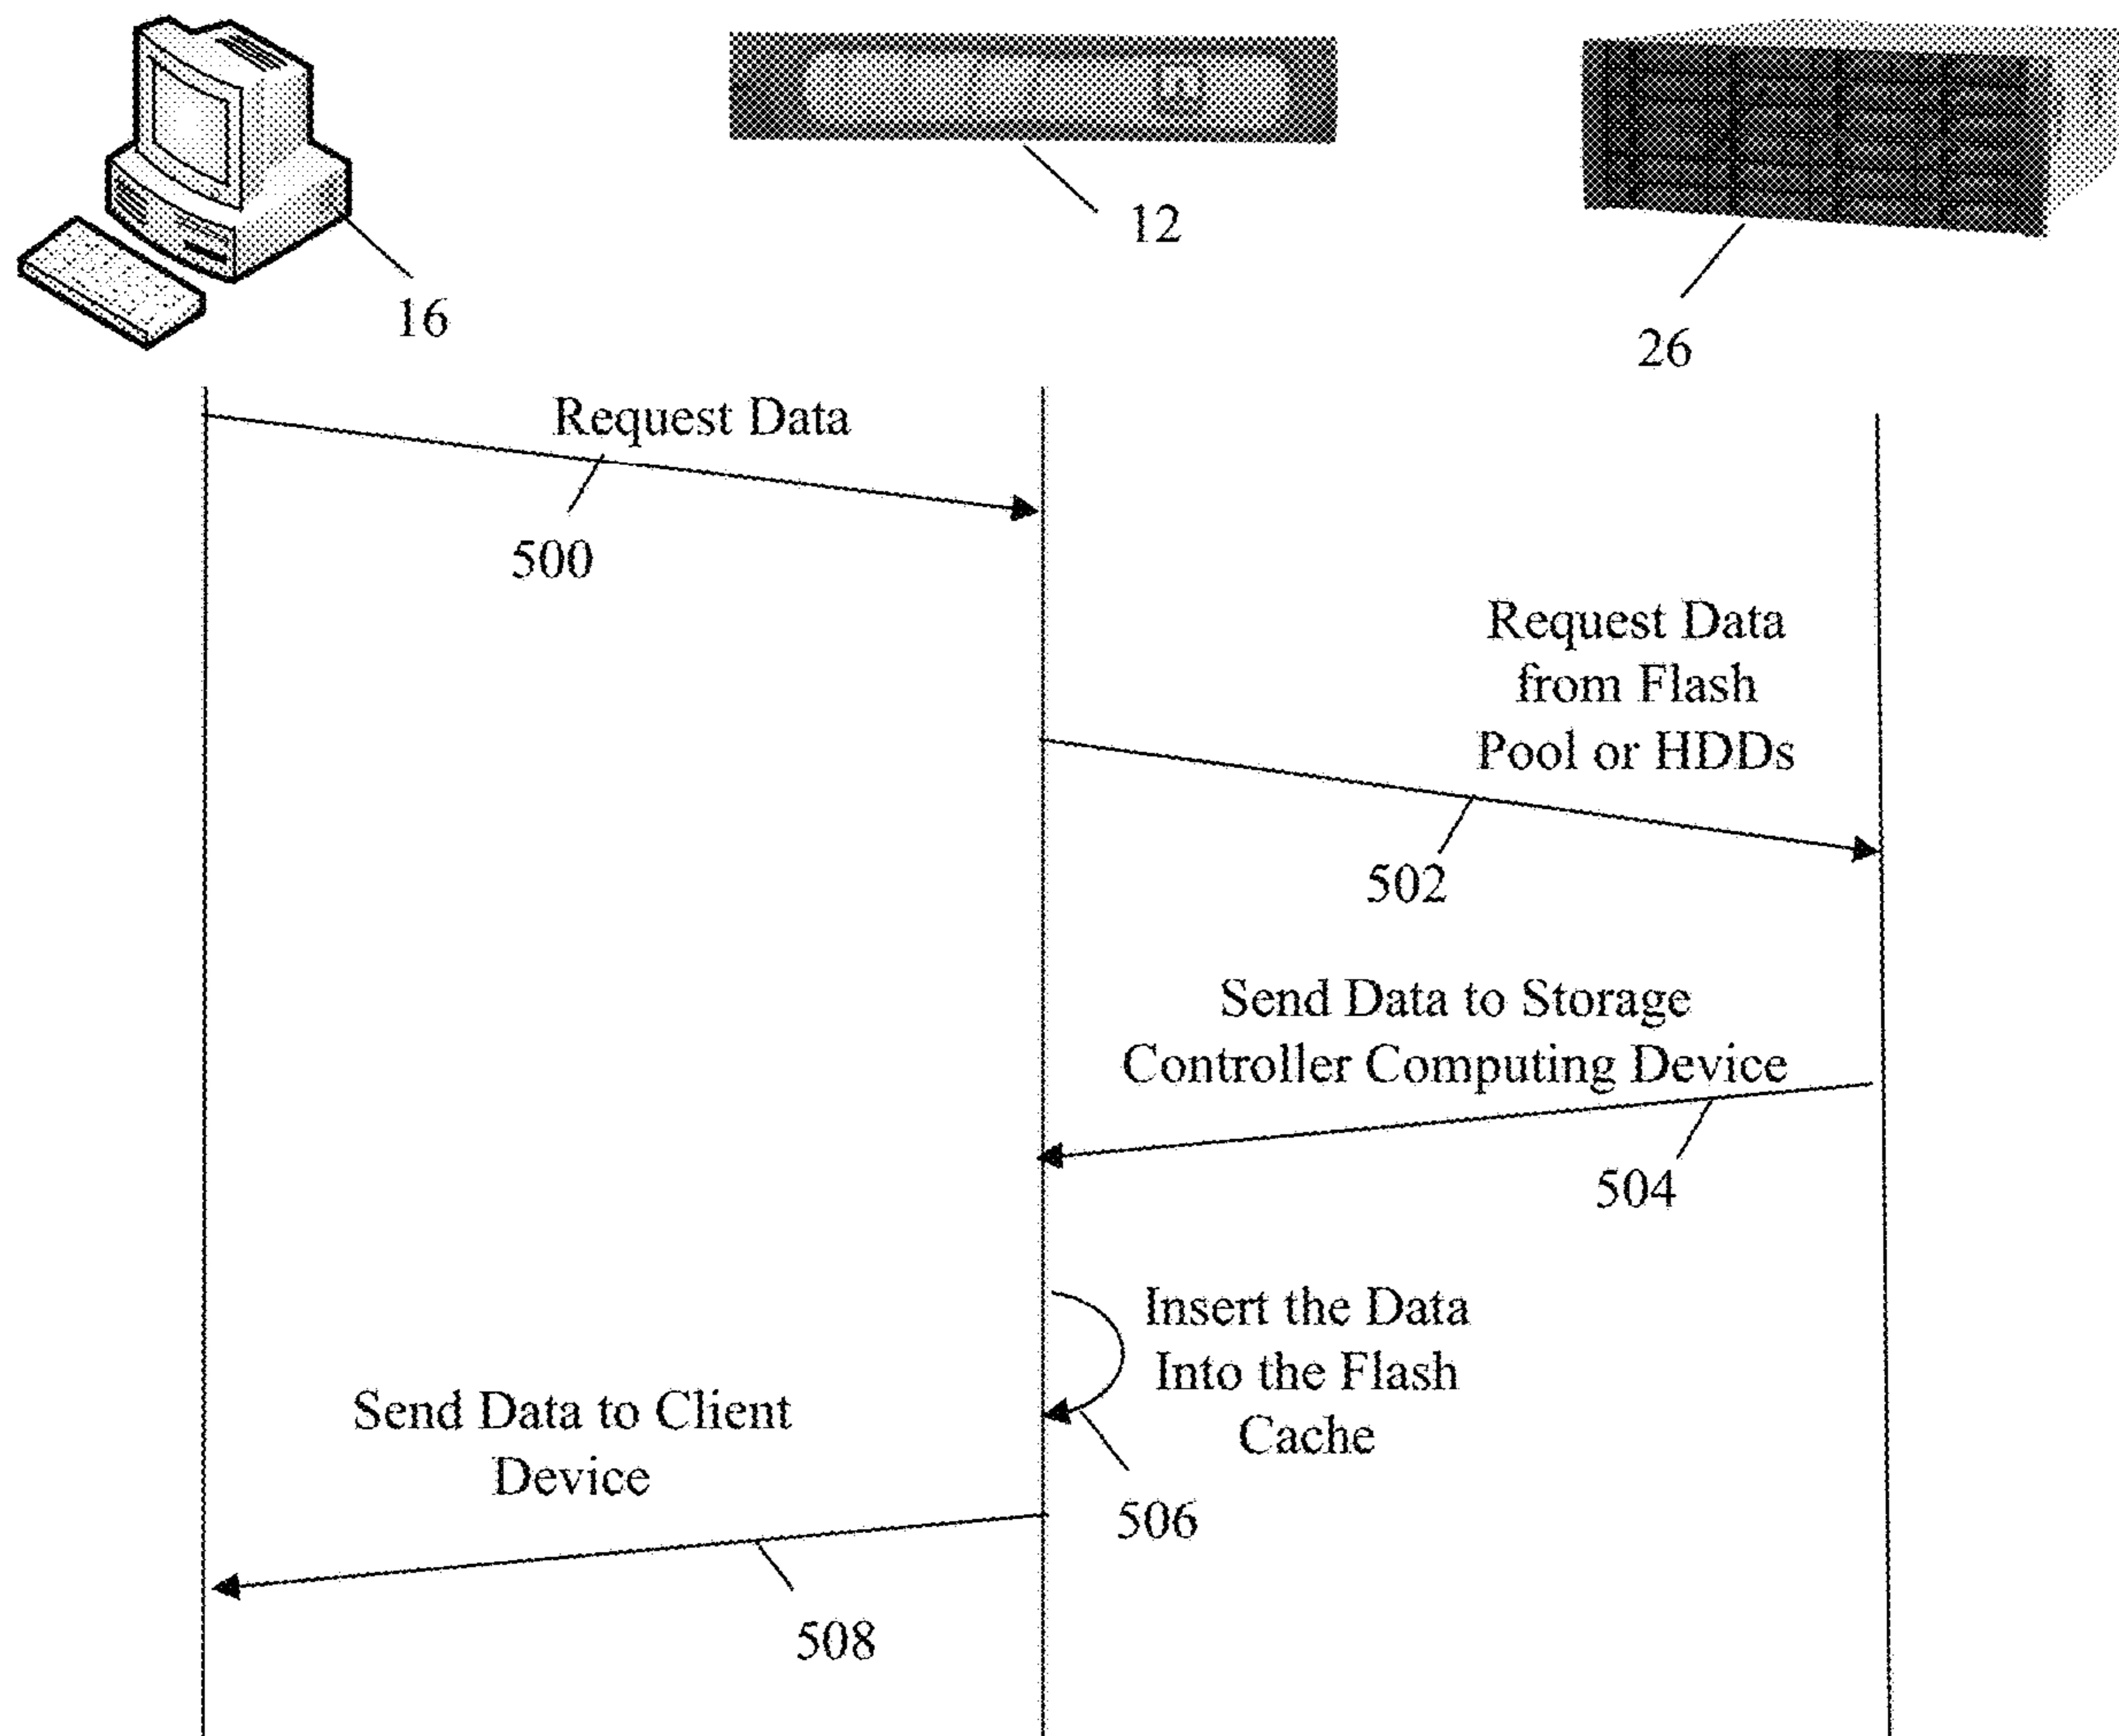 16
12
26
Request Data
500
Request Data
from Flash
Pool or HDDs
502
Send Data to Storage
Controller Computing Device
504
Insert the Data
Into the Flash
Cache
506
Send Data to Client
Device
508